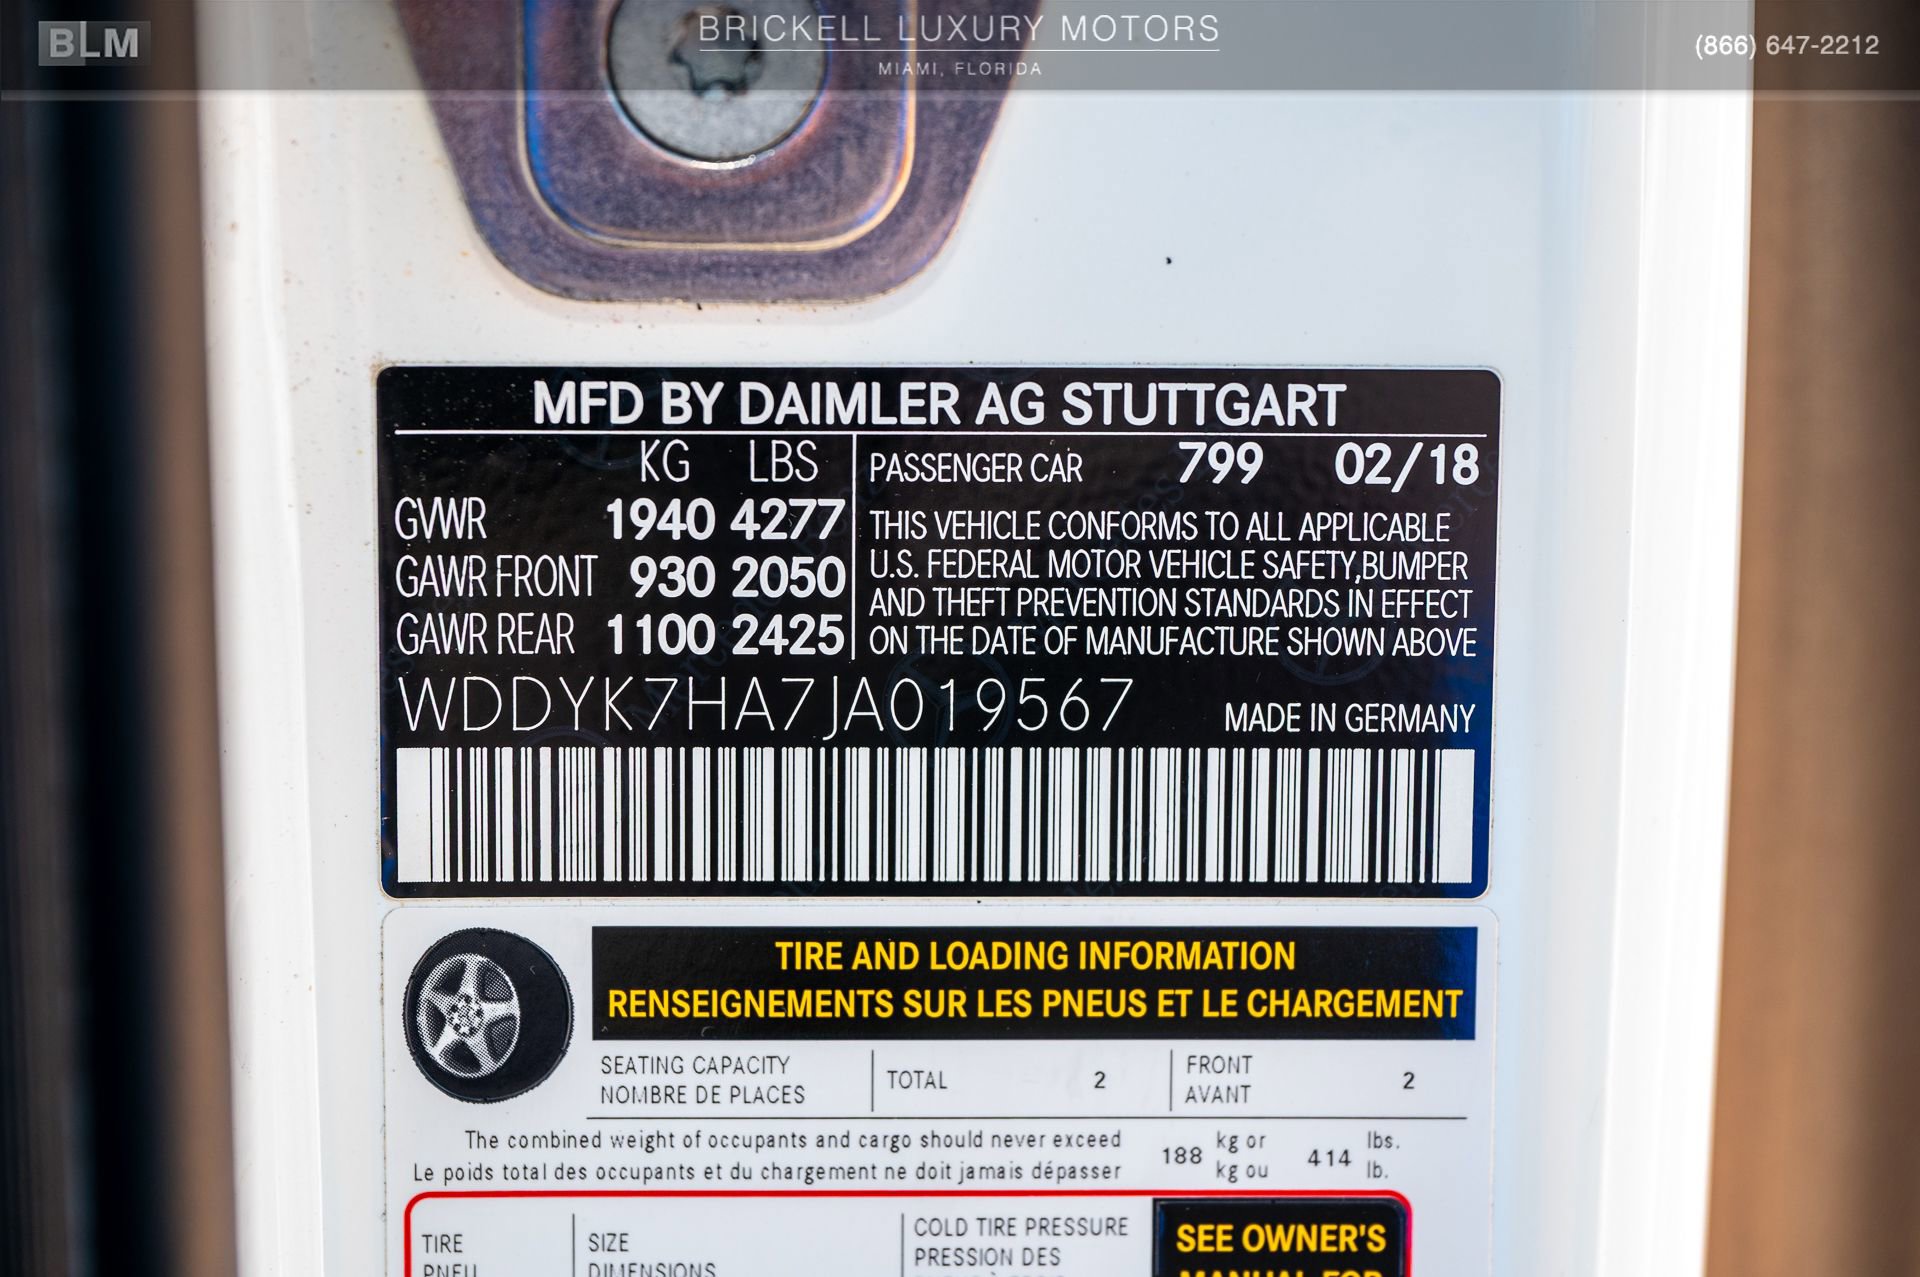 BLM
BRICKELL LUXURY MOTORS
MIAMI, FLORIDA
(866) 647-2212
MFD BY DAIMLER AG STUTTGART
KG LBS
GVWR 1940 4277
GAWR FRONT 930 2050
GAWR REAR 1100 2425
PASSENGER CAR 799 02/18
THIS VEHICLE CONFORMS TO ALL APPLICABLE
U.S. FEDERAL MOTOR VEHICLE SAFETY,BUMPER
AND THEFT PREVENTION STANDARDS IN EFFECT
ON THE DATE OF MANUFACTURE SHOWN ABOVE
WDDYK7HA7JA019567
MADE IN GERMANY
TIRE AND LOADING INFORMATION
RENSEIGNEMENTS SUR LES PNEUS ET LE CHARGEMENT
SEATING CAPACITY
NOMBRE DE PLACES
TOTAL 2
FRONT
AVANT
2
The combined weight of occupants and cargo should never exceed
Le poids total des occupants et du chargement ne doit jamais dépasser
188
kg or
kg ou
414
lbs.
lb.
TIRE
PNEU
SIZE
DIMENSIONS
COLD TIRE PRESSURE
PRESSION DES
SEE OWNER'S
MANUAL FOR